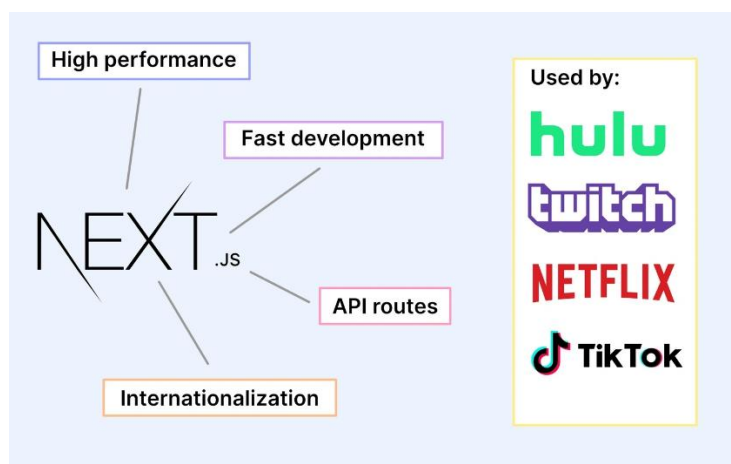 High performance
Fast development
NEXT.JS
API routes
Internationalization
Used by:
hulu
twitch
NETFLIX
TikTok